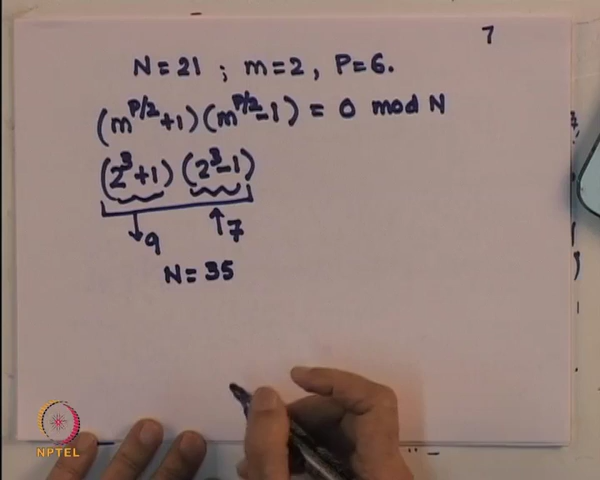 7
N=21 ; m=2, P=6.
(m^P/2+1)(m^P/2-1) = 0 mod N
(2^3+1)(2^3-1)
9 7
N=35
NPTEL